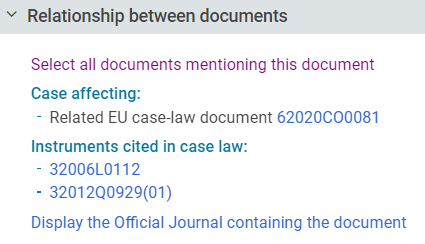 Relationship between documents
Select all documents mentioning this document
Case affecting:
- Related EU case-law document 62020CO0081
Instruments cited in case law:
- 32006L0112
- 32012Q0929(01)
Display the Official Journal containing the document